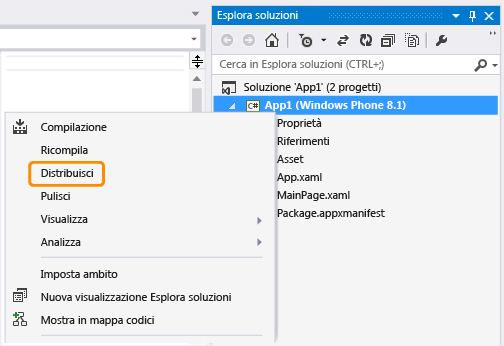 Esplora soluzioni
Cerca in Esplora soluzioni (CTRL+;)
Soluzione 'App1' (2 progetti)
C# App1 (Windows Phone 8.1)
Proprietà
Riferimenti
Asset
App.xaml
MainPage.xaml
Package.appxmanifest
Compilazione
Ricompila
Distribuisci
Pulisci
Visualizza
Analizza
Imposta ambito
Nuova visualizzazione Esplora soluzioni
Mostra in mappa codici